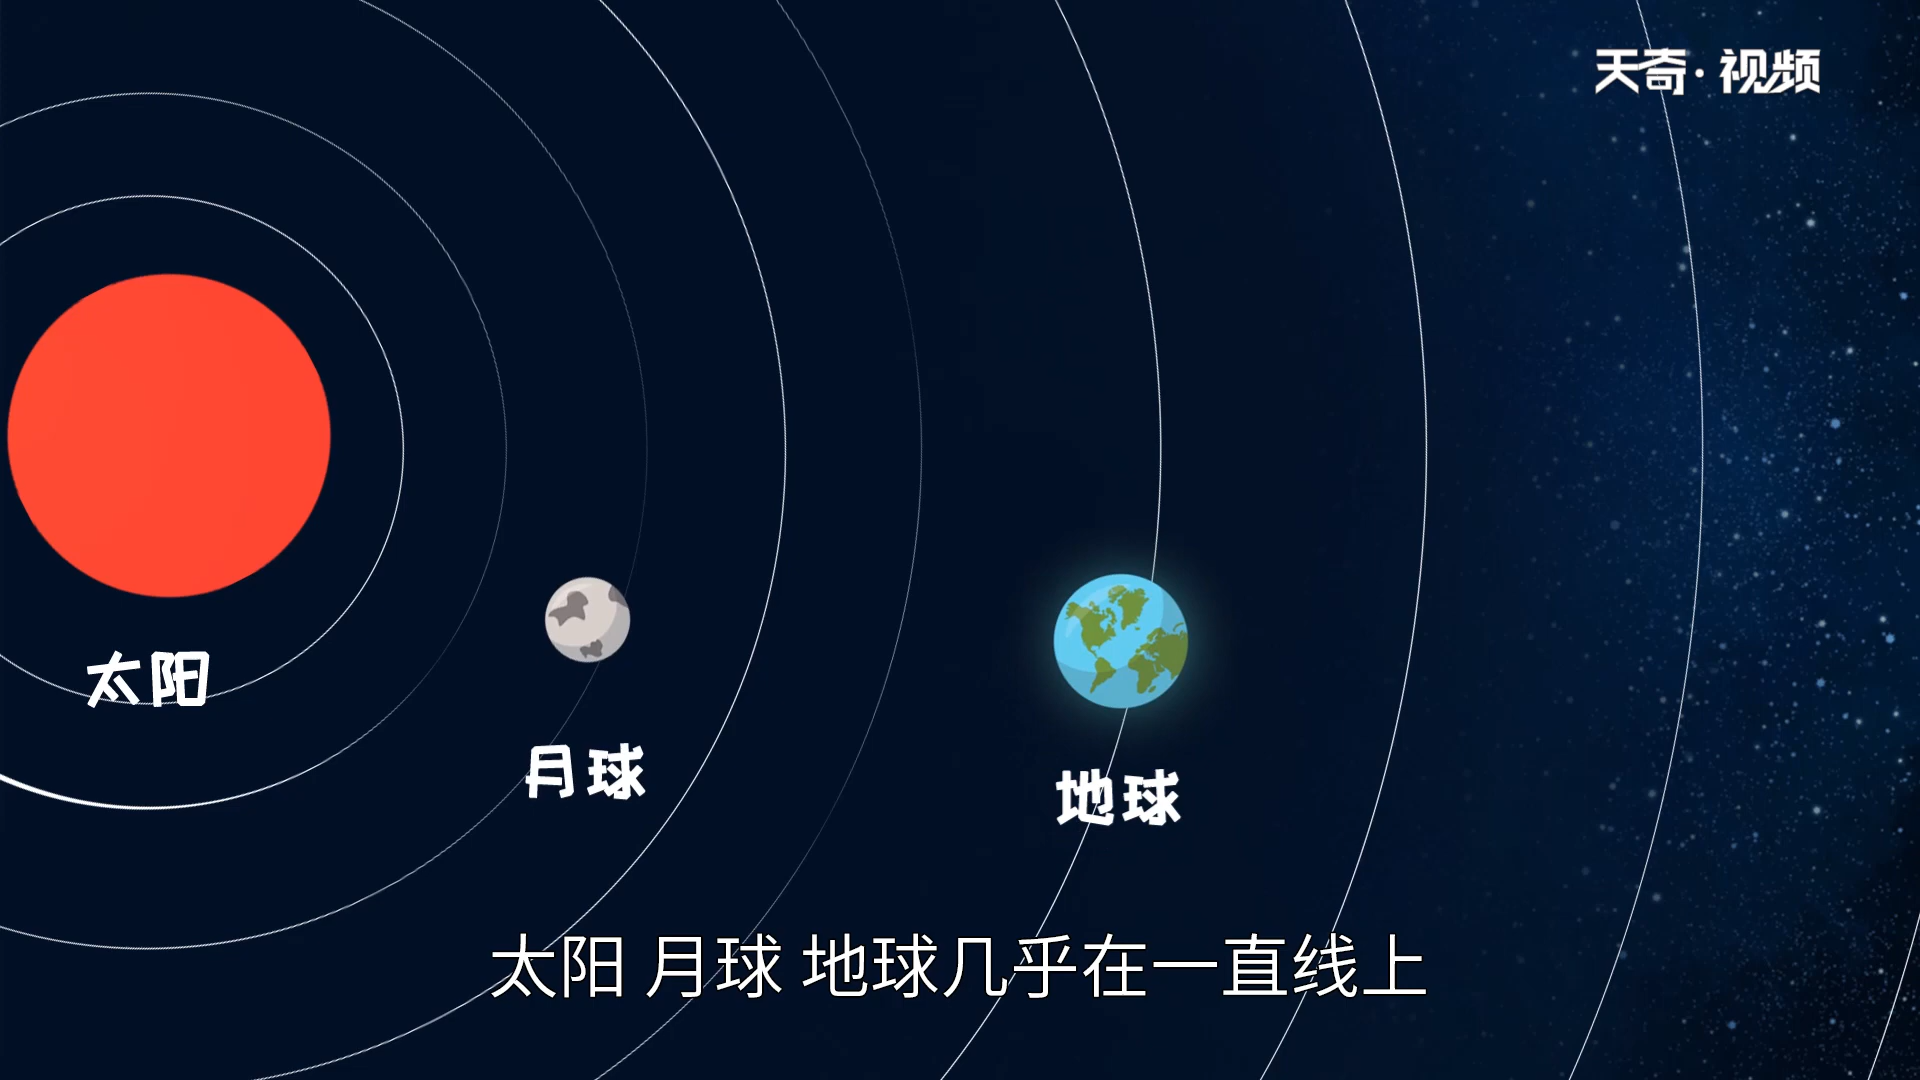 天奇·视频
太阳
月球
地球
太阳 月球 地球几乎在一直线上